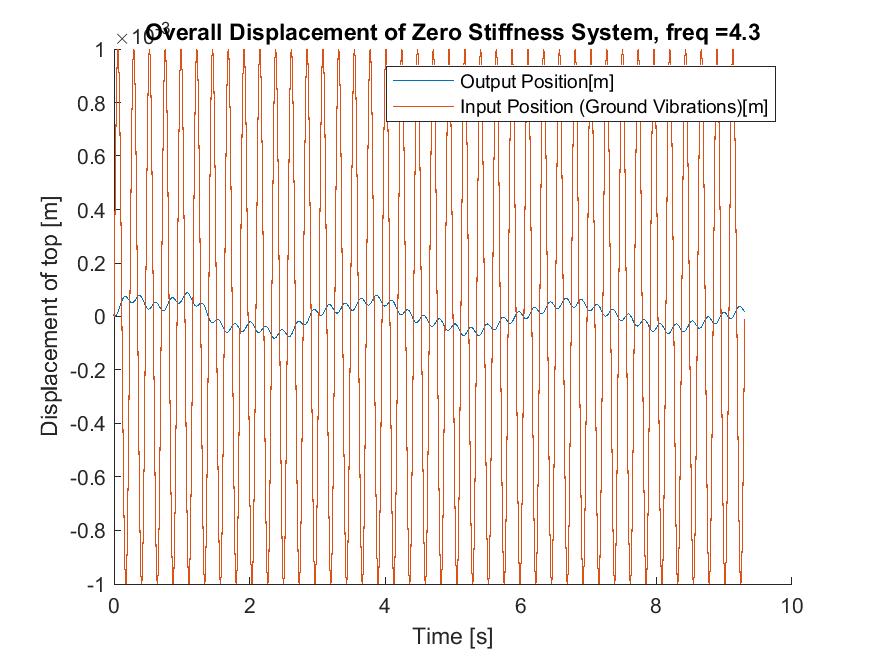 ×10-3
Overall Displacement of Zero Stiffness System, freq =4.3
1
0.8
0.6
0.4
0.2
0
-0.2
-0.4
-0.6
-0.8
-1
Displacement of top [m]
Output Position[m]
Input Position (Ground Vibrations)[m]
0 2 4 6 8 10
Time [s]